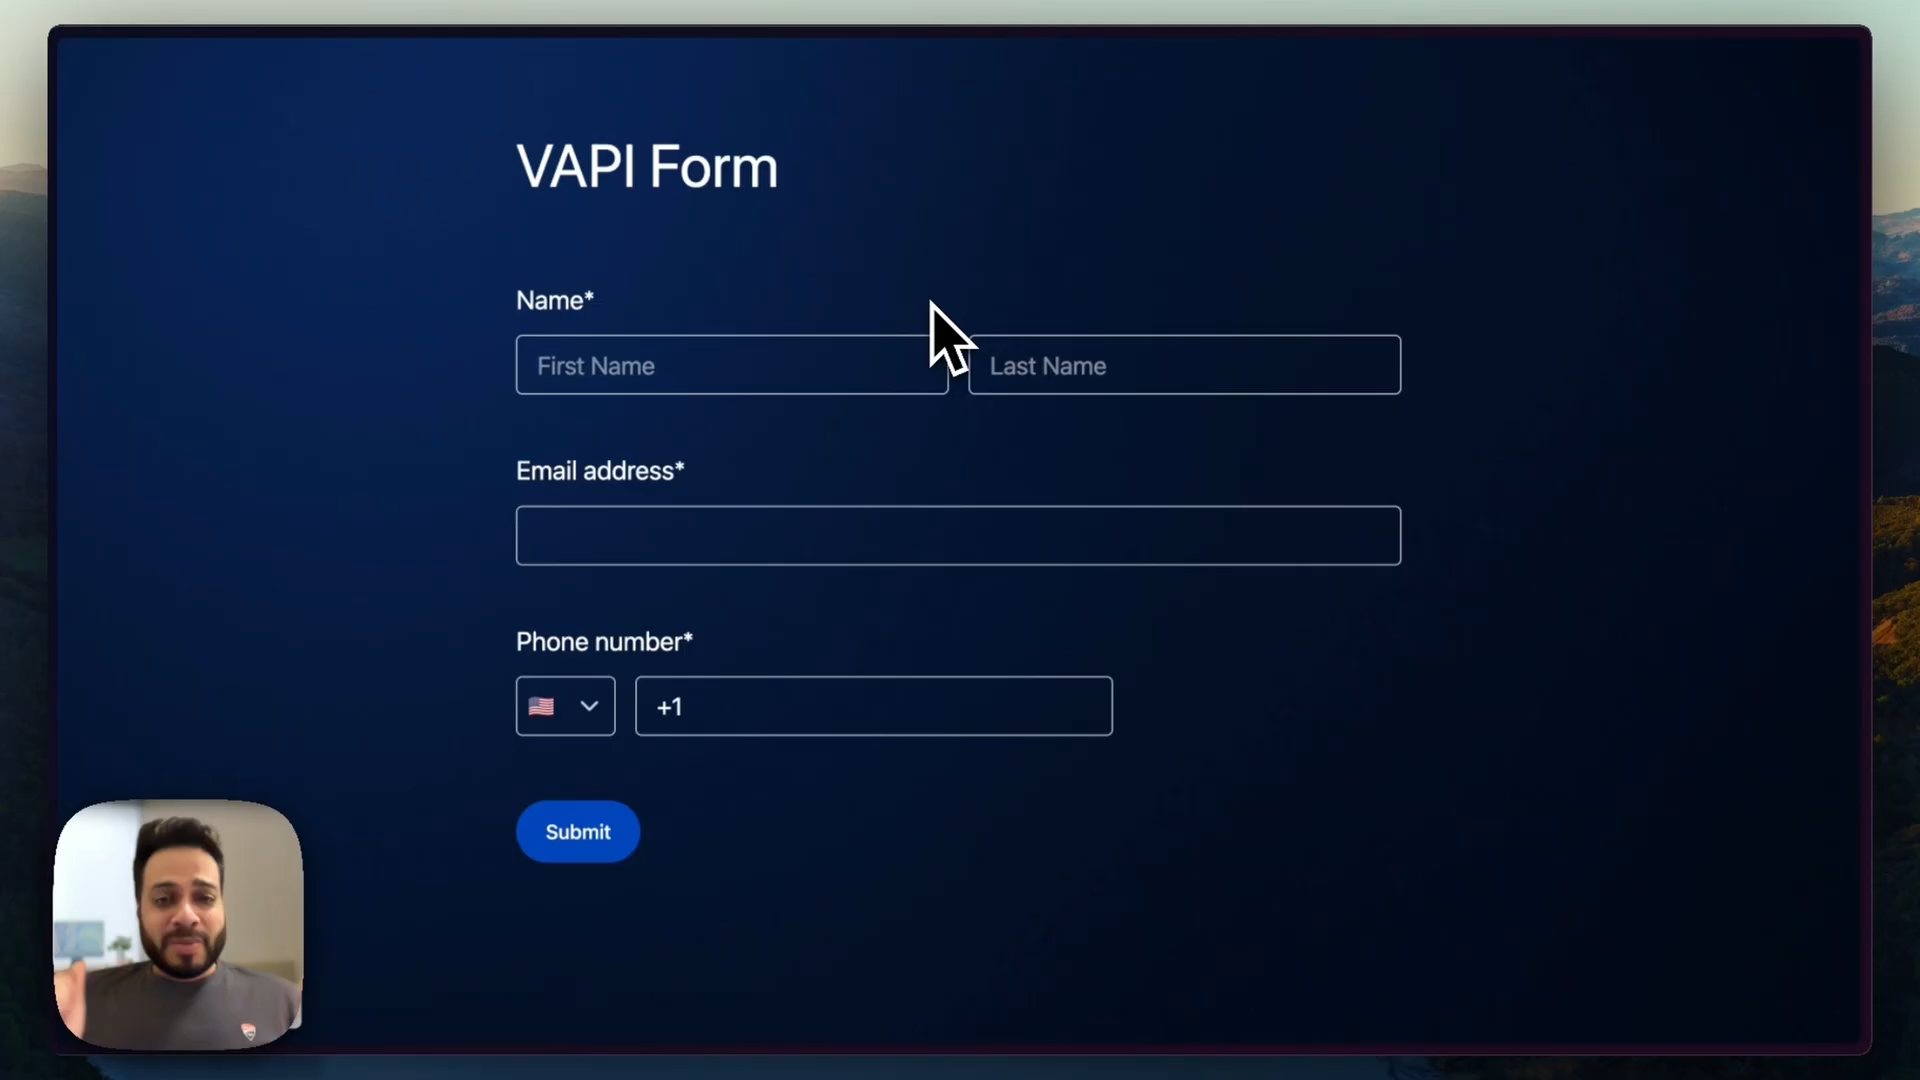 VAPI Form
Name*
First Name
Last Name
Email address*
Phone number*
+1
Submit